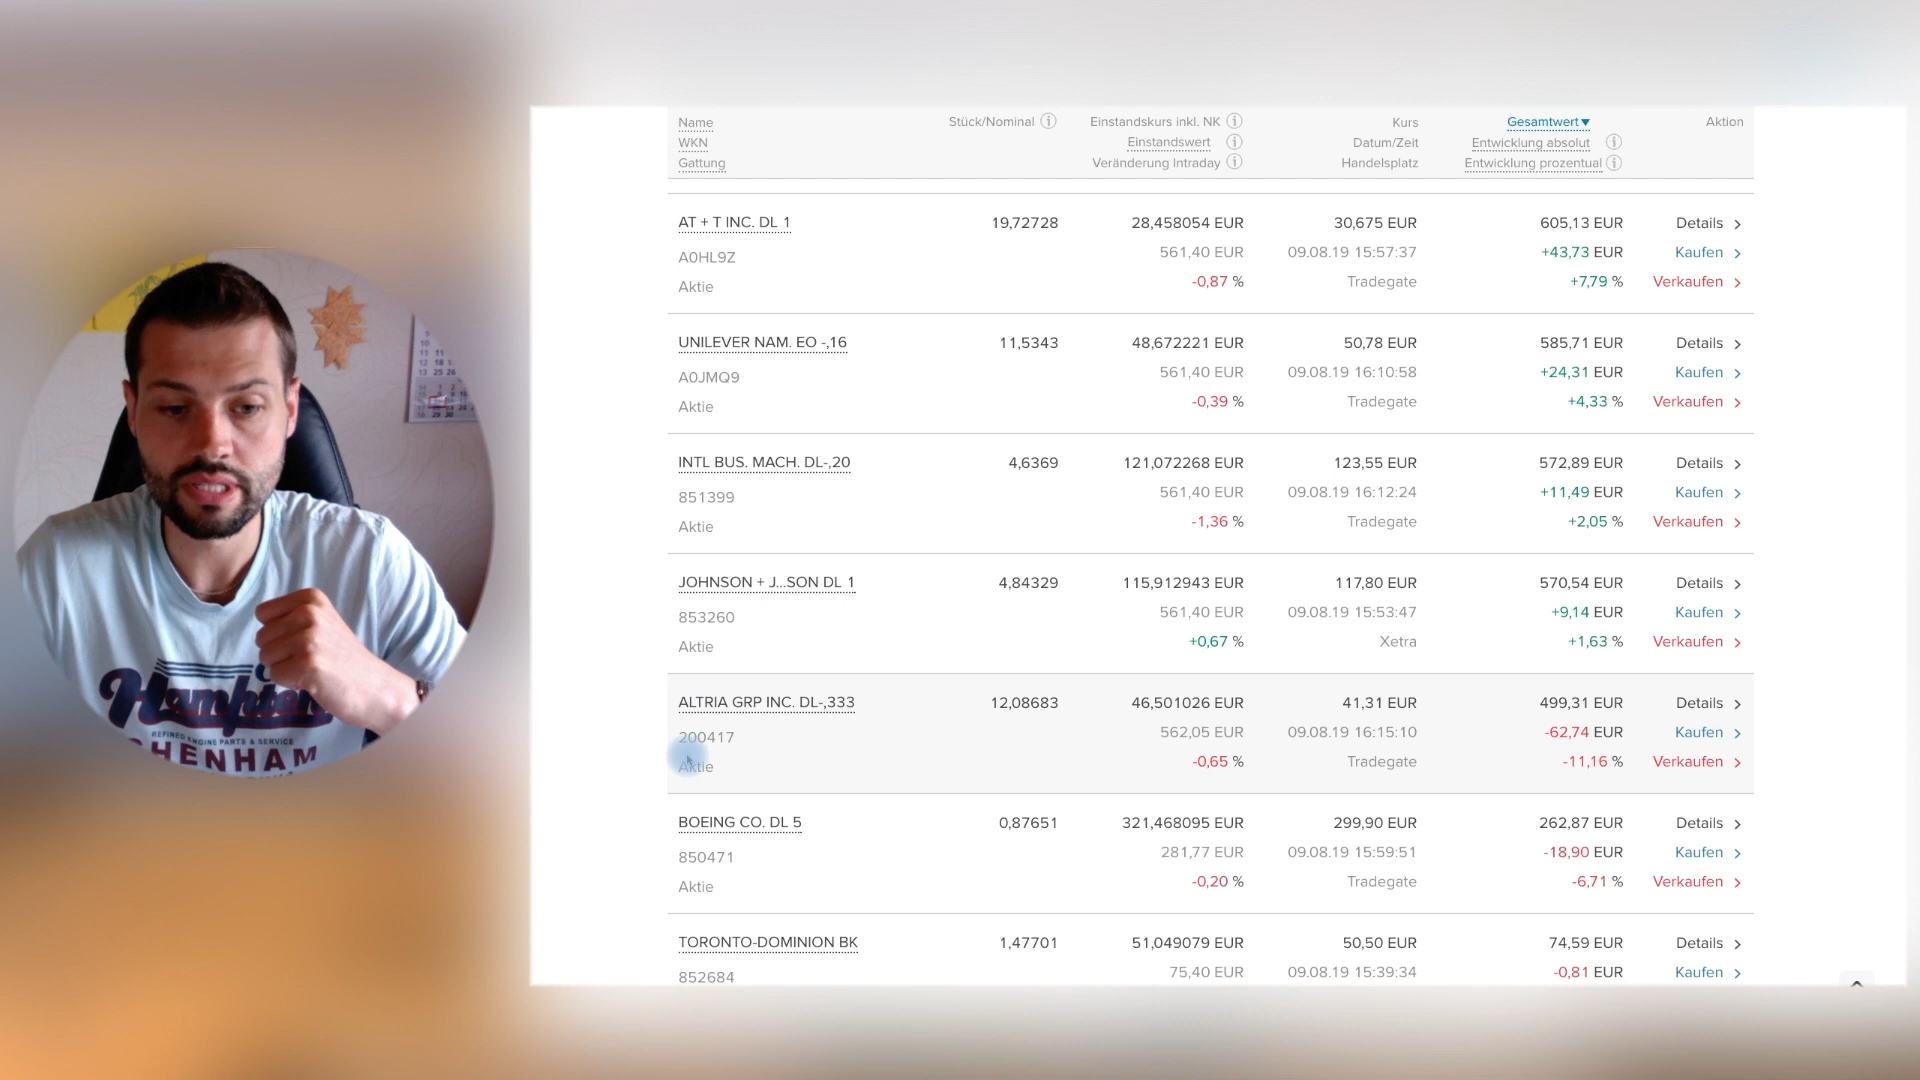 Name Stück/Nominal Einstandskurs inkl. NK Kurs Gesamtwert▼ Aktion
WKN Einstandswert Datum/Zeit Entwicklung absolut
Gattung Veränderung Intraday Handelsplatz Entwicklung prozentual
AT + T INC. DL 1 19,72728 28,458054 EUR 30,675 EUR 605,13 EUR Details
A0HL9Z 561,40 EUR 09.08.19 15:57:37 +43,73 EUR Kaufen
Aktie -0,87 % Tradegate +7,79 % Verkaufen
UNILEVER NAM. EO -,16 11,5343 48,672221 EUR 50,78 EUR 585,71 EUR Details
A0JMQ9 561,40 EUR 09.08.19 16:10:58 +24,31 EUR Kaufen
Aktie -0,39 % Tradegate +4,33 % Verkaufen
INTL BUS. MACH. DL-,20 4,6369 121,072268 EUR 123,55 EUR 572,89 EUR Details
851399 561,40 EUR 09.08.19 16:12:24 +11,49 EUR Kaufen
Aktie -1,36 % Tradegate +2,05 % Verkaufen
JOHNSON + J...SON DL 1 4,84329 115,912943 EUR 117,80 EUR 570,54 EUR Details
853260 561,40 EUR 09.08.19 15:53:47 +9,14 EUR Kaufen
Aktie +0,67 % Xetra +1,63 % Verkaufen
ALTRIA GRP INC. DL-,333 12,08683 46,501026 EUR 41,31 EUR 499,31 EUR Details
200417 562,05 EUR 09.08.19 16:15:10 -62,74 EUR Kaufen
Aktie -0,65 % Tradegate -11,16 % Verkaufen
BOEING CO. DL 5 0,87651 321,468095 EUR 299,90 EUR 262,87 EUR Details
850471 281,77 EUR 09.08.19 15:59:51 -18,90 EUR Kaufen
Aktie -0,20 % Tradegate -6,71 % Verkaufen
TORONTO-DOMINION BK 1,47701 51,049079 EUR 50,50 EUR 74,59 EUR Details
852684 75,40 EUR 09.08.19 15:39:34 -0,81 EUR Kaufen
REFINED ENGINE PARTS & SERVICE
HENHAM